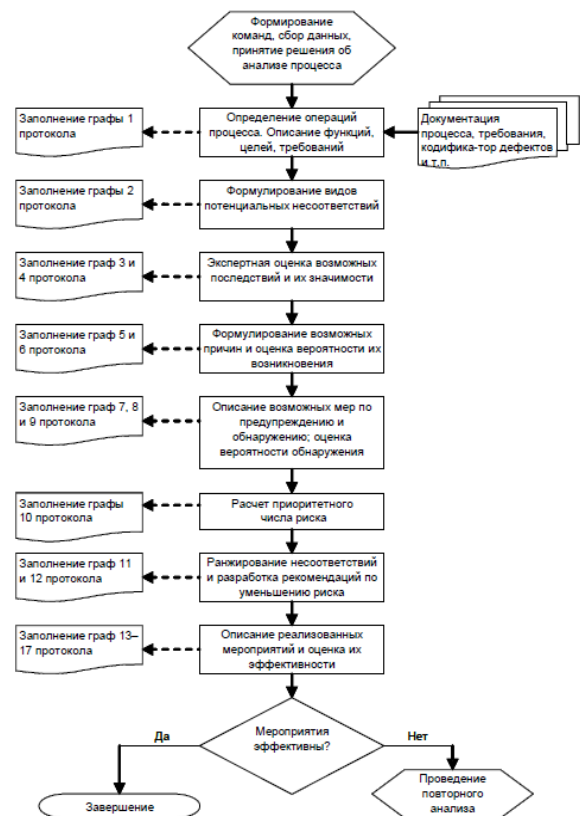 Формирование
команд, сбор данных,
принятие решения об
анализе процесса
Заполнение графы 1
протокола
Определение операций
процесса. Описание функций,
целей, требований
Документация
процесса, требования,
кодифика-тор дефектов
и т.п.
Заполнение графы 2
протокола
Формулирование видов
потенциальных несоответствий
Заполнение граф 3 и
4 протокола
Экспертная оценка возможных
последствий и их значимости
Заполнение граф 5 и
6 протокола
Формулирование возможных
причин и оценка вероятности их
возникновения
Заполнение граф 7, 8
и 9 протокола
Описание возможных мер по
предупреждению и
обнаружению; оценка
вероятности обнаружения
Заполнение графы
10 протокола
Расчет приоритетного
числа риска
Заполнение граф 11
и 12 протокола
Ранжирование несоответствий
и разработка рекомендаций по
уменьшению риска
Заполнение граф 13–
17 протокола
Описание реализованных
мероприятий и оценка их
эффективности
Да
Мероприятия
эффективны?
Нет
Завершение
Проведение
повторного
анализа